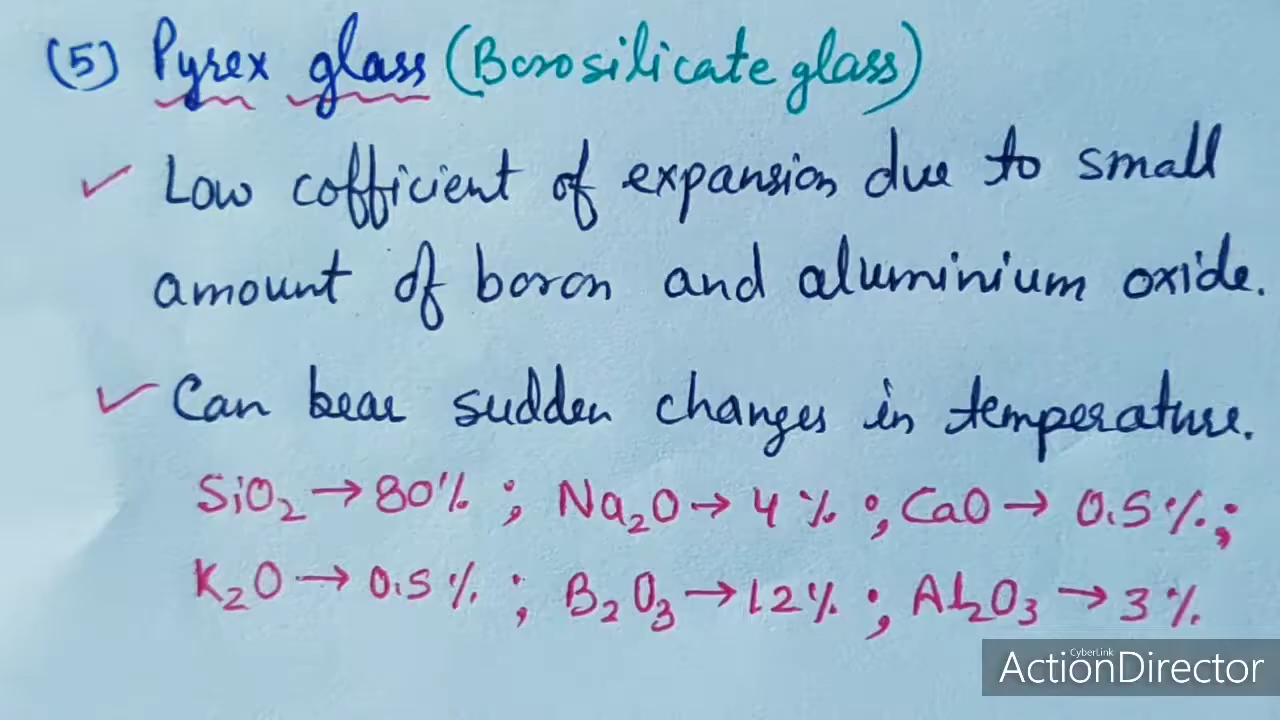 (5) Pyrex glass (Borosilicate glass)
Low cofficient of expansion due to small
amount of boron and aluminium oxide.
Can bear sudden changes in temperature.
SiO₂ → 80% ; Na₂O → 4% ; CaO → 0.5% ;
K₂O → 0.5% ; B₂O₃ → 12% ; Al₂O₃ → 3%
CyberLink
ActionDirector